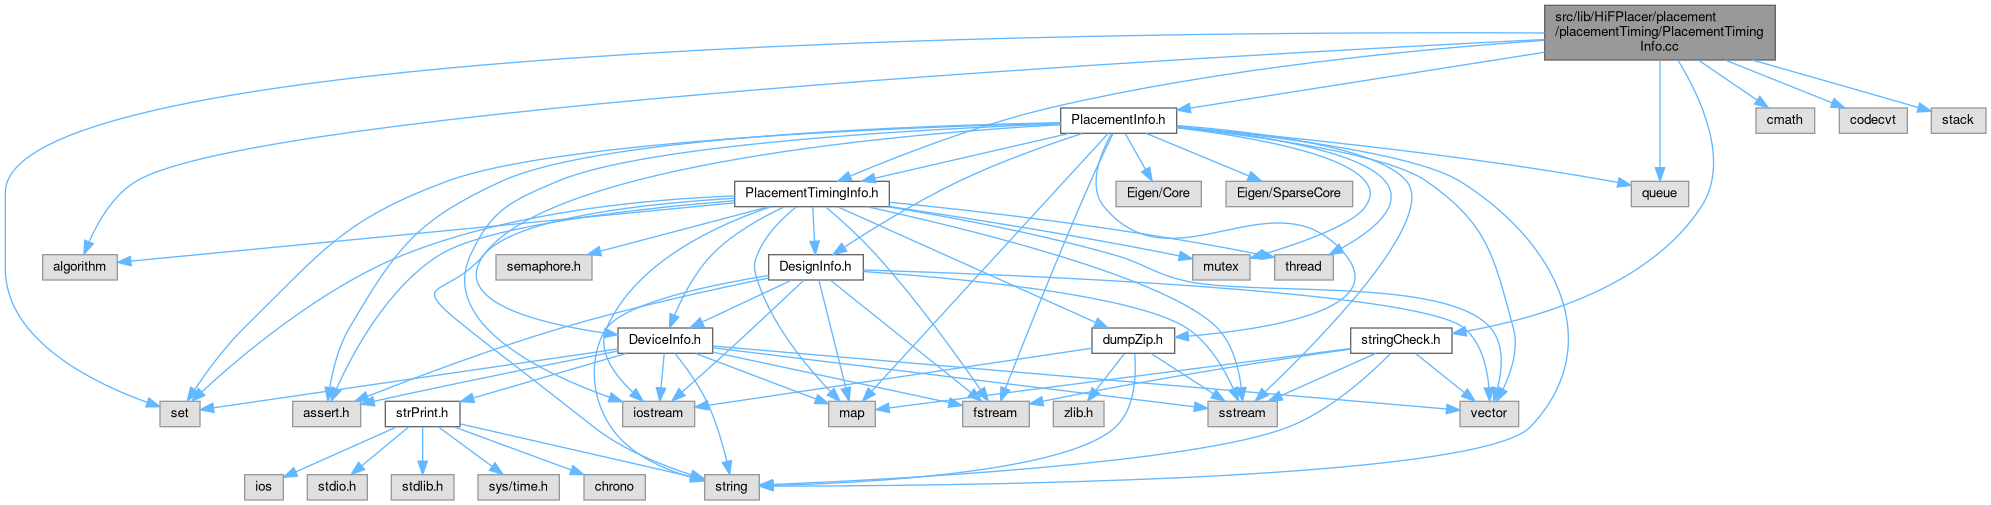 src/lib/HiFPlacer/placement
/placementTiming/PlacementTiming
Info.cc
PlacementInfo.h
cmath
codecvt
stack
PlacementTimingInfo.h
Eigen/Core
Eigen/SparseCore
queue
algorithm
semaphore.h
DesignInfo.h
mutex
thread
DeviceInfo.h
dumpZip.h
stringCheck.h
set
assert.h
strPrint.h
iostream
map
fstream
zlib.h
sstream
vector
ios
stdio.h
stdlib.h
sys/time.h
chrono
string